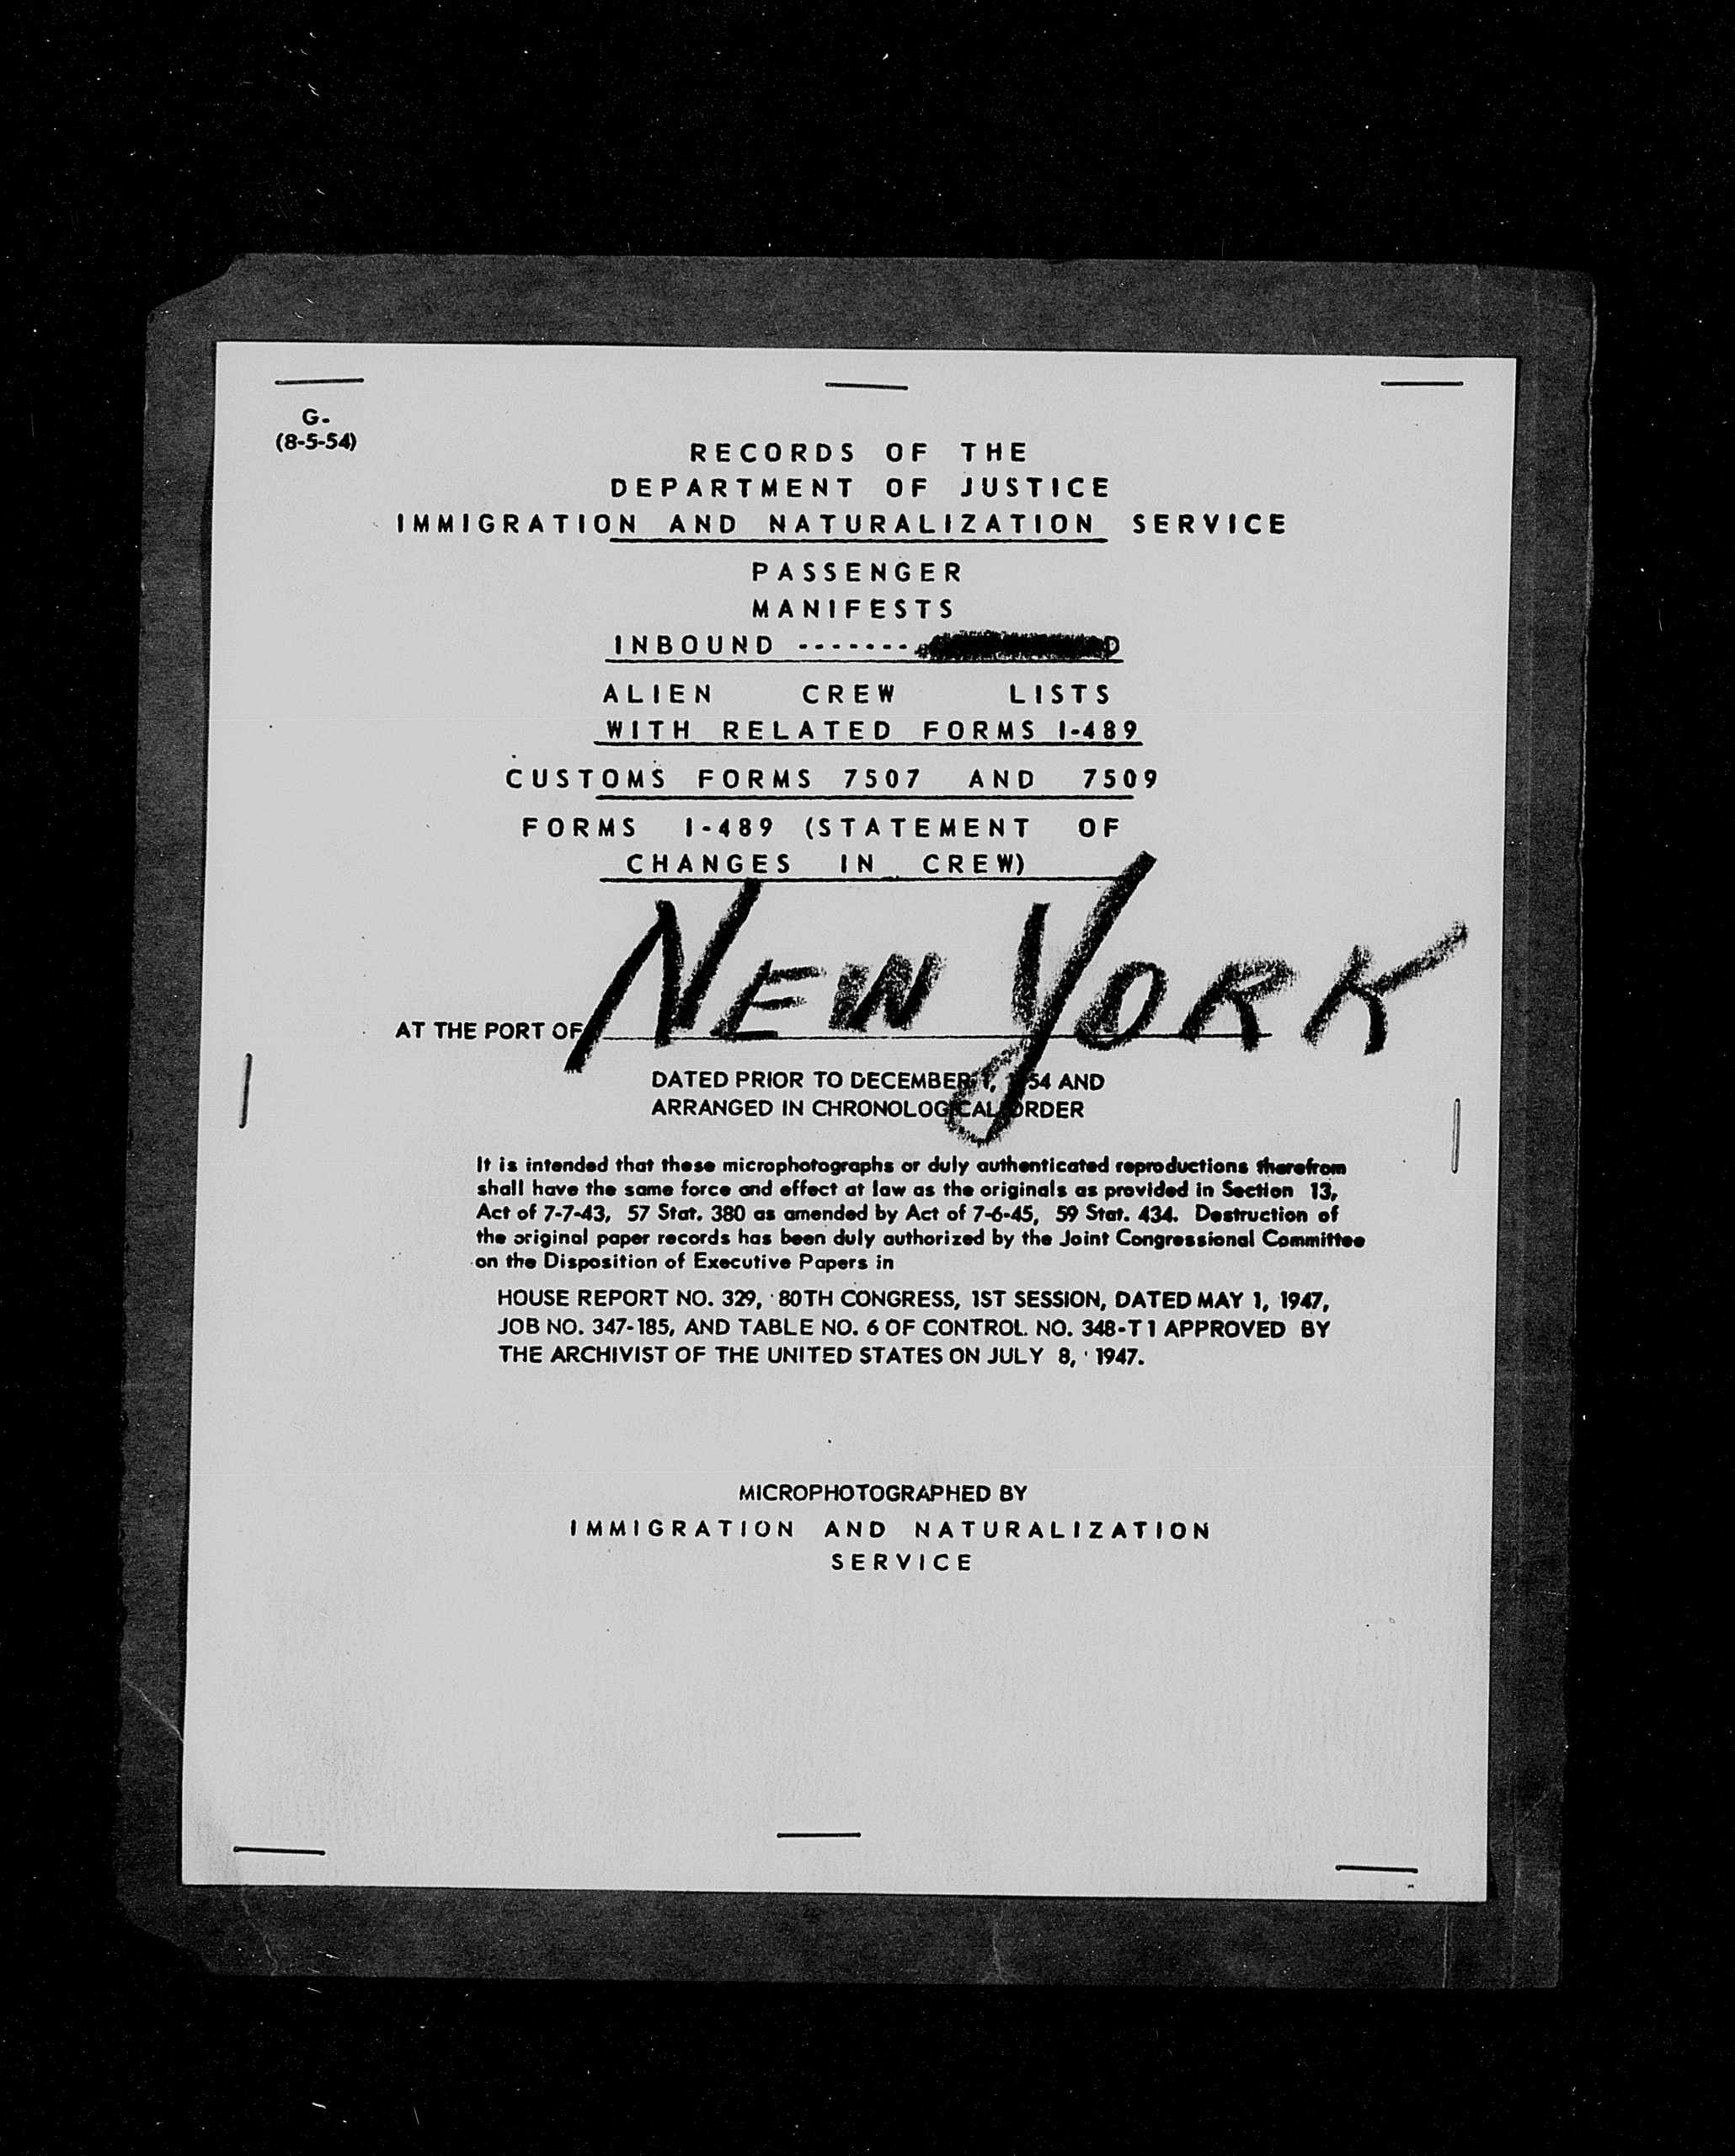 G-
(8-5-54)
RECORDS OF THE
DEPARTMENT OF JUSTICE
IMMIGRATION AND NATURALIZATION SERVICE
PASSENGER
MANIFESTS
INBOUND -------
ALIEN CREW LISTS
WITH RELATED FORMS I-489
CUSTOMS FORMS 7507 AND 7509
FORMS I-489 (STATEMENT OF
CHANGES IN CREW)
AT THE PORT OF NEW YORK
DATED PRIOR TO DECEMBER 1, 1954 AND
ARRANGED IN CHRONOLOGICAL ORDER
It is intended that these microphotographs or duly authenticated reproductions therefrom
shall have the same force and effect at law as the originals as provided in Section 13,
Act of 7-7-43, 57 Stat. 380 as amended by Act of 7-6-45, 59 Stat. 434. Destruction of
the original paper records has been duly authorized by the Joint Congressional Committee
on the Disposition of Executive Papers in
HOUSE REPORT NO. 329, 80TH CONGRESS, 1ST SESSION, DATED MAY 1, 1947,
JOB NO. 347-185, AND TABLE NO. 6 OF CONTROL NO. 348-T1 APPROVED BY
THE ARCHIVIST OF THE UNITED STATES ON JULY 8, 1947.
MICROPHOTOGRAPHED BY
IMMIGRATION AND NATURALIZATION
SERVICE